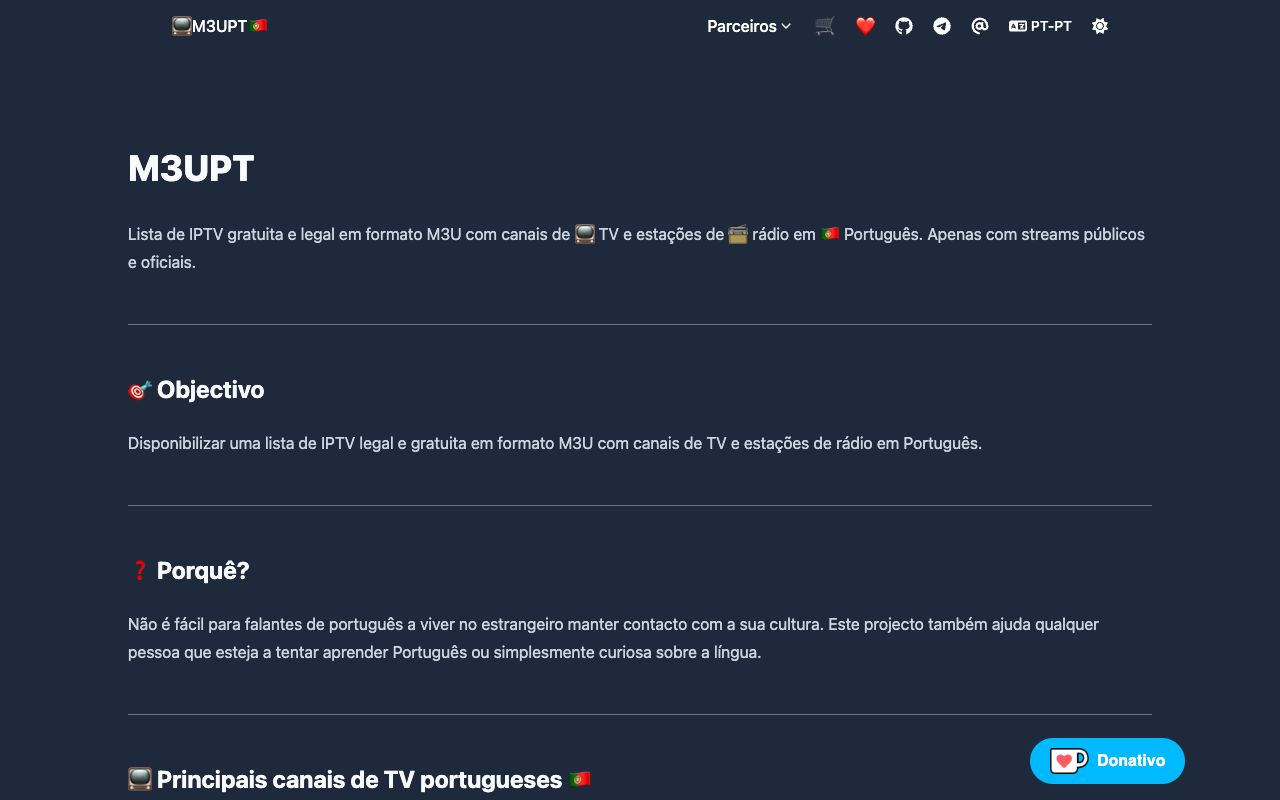 M3UPT
Parceiros
PT-PT
M3UPT
Lista de IPTV gratuita e legal em formato M3U com canais de TV e estações de rádio em Português. Apenas com streams públicos
e oficiais.
Objectivo
Disponibilizar uma lista de IPTV legal e gratuita em formato M3U com canais de TV e estações de rádio em Português.
❓ Porquê?
Não é fácil para falantes de português a viver no estrangeiro manter contacto com a sua cultura. Este projecto também ajuda qualquer
pessoa que esteja a tentar aprender Português ou simplesmente curiosa sobre a língua.
Donativo
Principais canais de TV portugueses